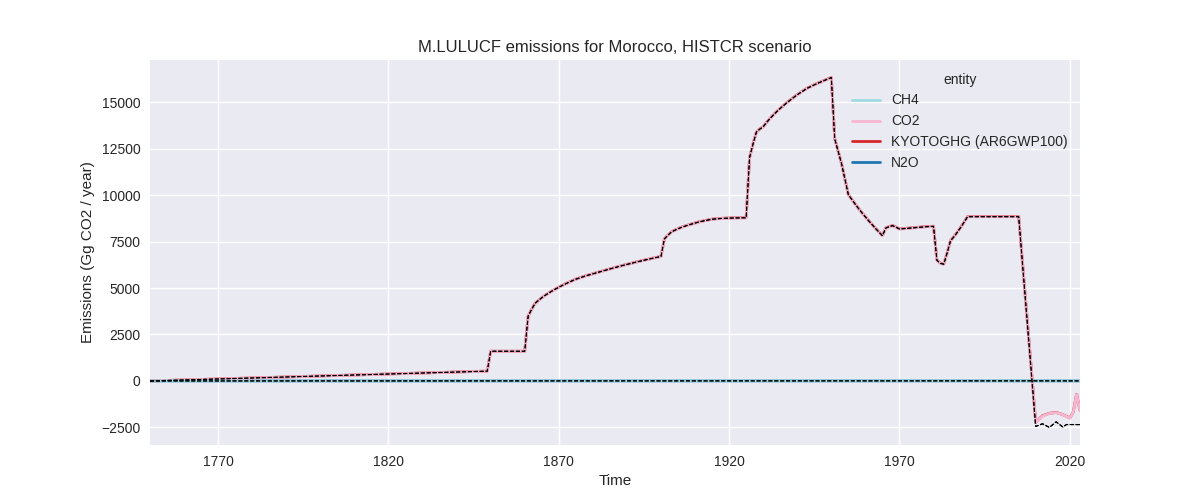 M.LULUCF emissions for Morocco, HISTCR scenario
Emissions (Gg CO2 / year)
15000
12500
10000
7500
5000
2500
0
−2500
entity
CH4
CO2
KYOTOGHG (AR6GWP100)
N2O
1770 1820 1870 1920 1970 2020
Time